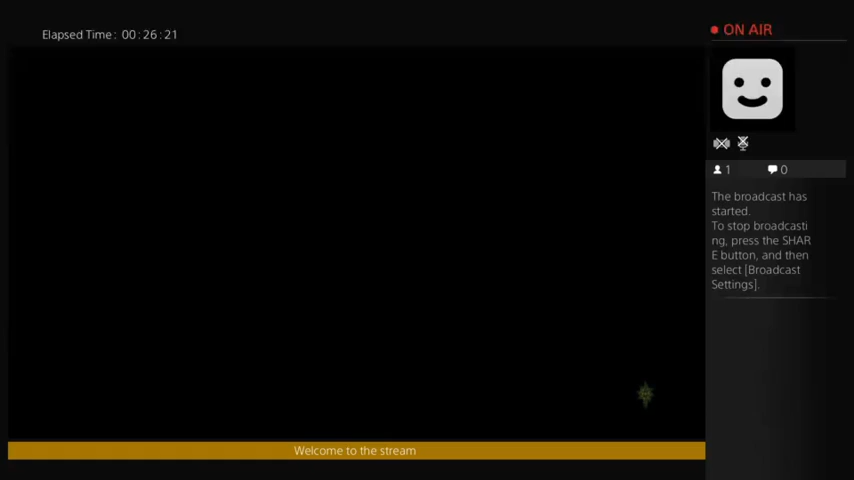 Elapsed Time: 00:26:21
ON AIR
1 0
The broadcast has
started.
To stop broadcasti
ng, press the SHAR
E button, and then
select [Broadcast
Settings].
Welcome to the stream